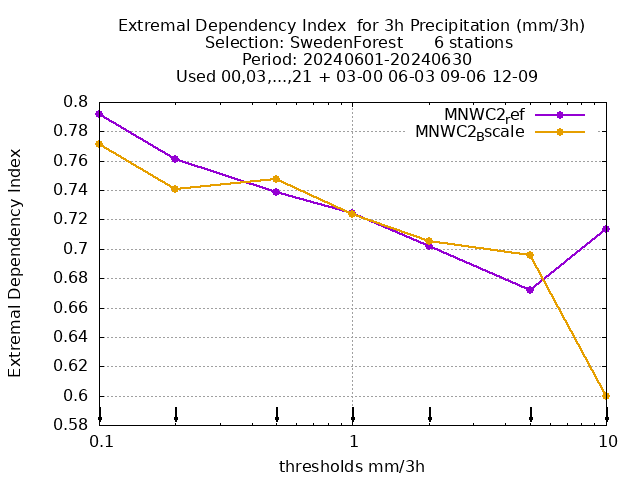 Extremal Dependency Index  for 3h Precipitation (mm/3h)
Selection: SwedenForest      6 stations
Period: 20240601-20240630
Used 00,03,...,21 + 03-00 06-03 09-06 12-09
MNWC2ref
MNWC2Bscale
Extremal Dependency Index
0.8
0.78
0.76
0.74
0.72
0.7
0.68
0.66
0.64
0.62
0.6
0.58
0.1 1 10
thresholds mm/3h